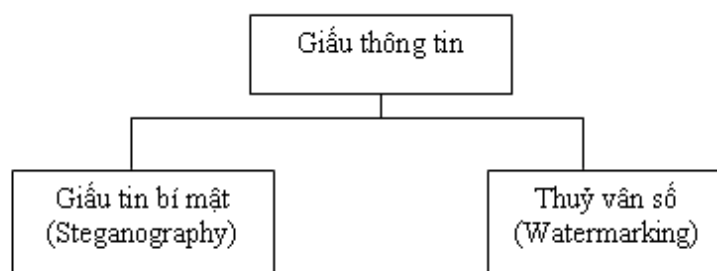 Giấu thông tin
Giấu tin bí mật
(Steganography)
Thuỷ vân số
(Watermarking)